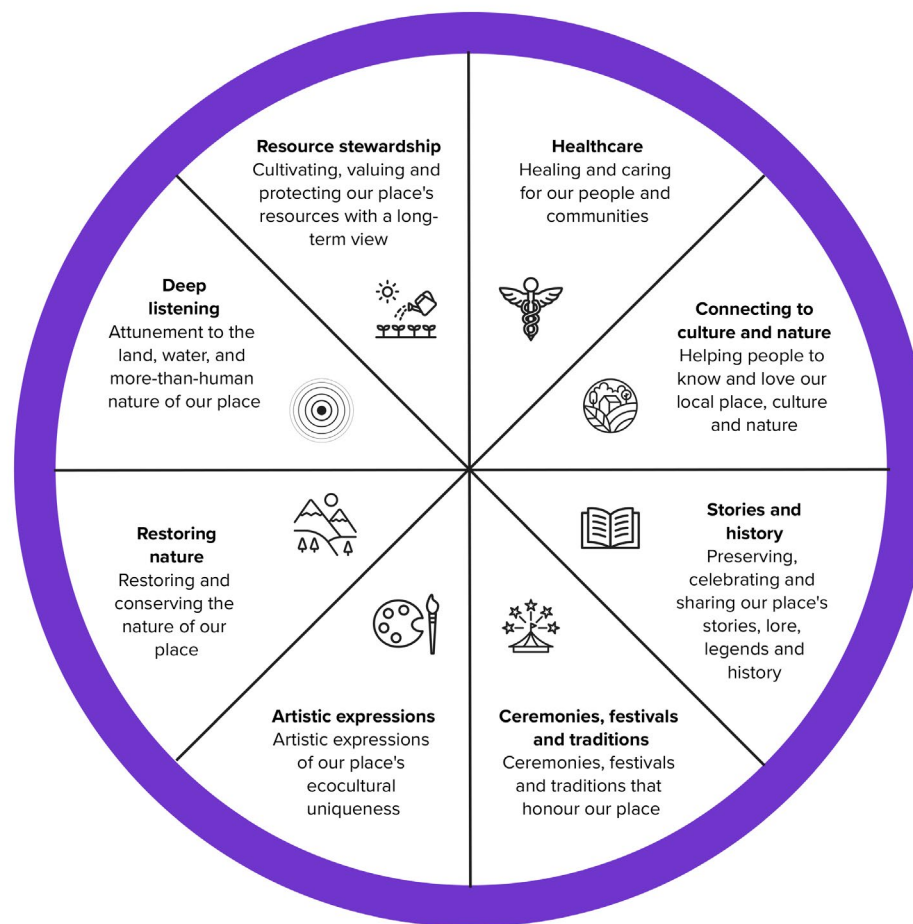 Resource stewardship
Cultivating, valuing and
protecting our place's
resources with a long-
term view
Healthcare
Healing and caring
for our people and
communities
Deep
listening
Attunement to the
land, water, and
more-than-human
nature of our place
Connecting to
culture and nature
Helping people to
know and love our
local place, culture
and nature
Restoring
nature
Restoring and
conserving the
nature of our
place
Stories and
history
Preserving,
celebrating and
sharing our place's
stories, lore,
legends and
history
Artistic expressions
Artistic expressions
of our place's
ecocultural
uniqueness
Ceremonies, festivals
and traditions
Ceremonies, festivals
and traditions that
honour our place